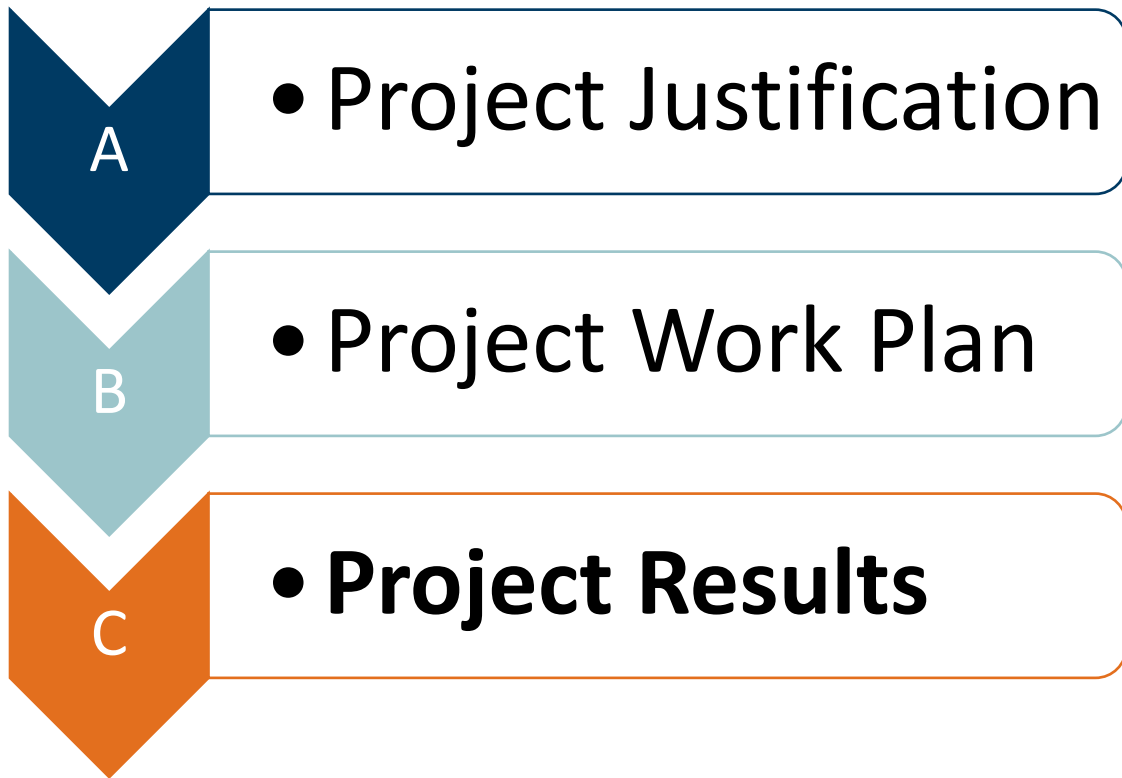 A
• Project Justification
B
• Project Work Plan
C
• Project Results